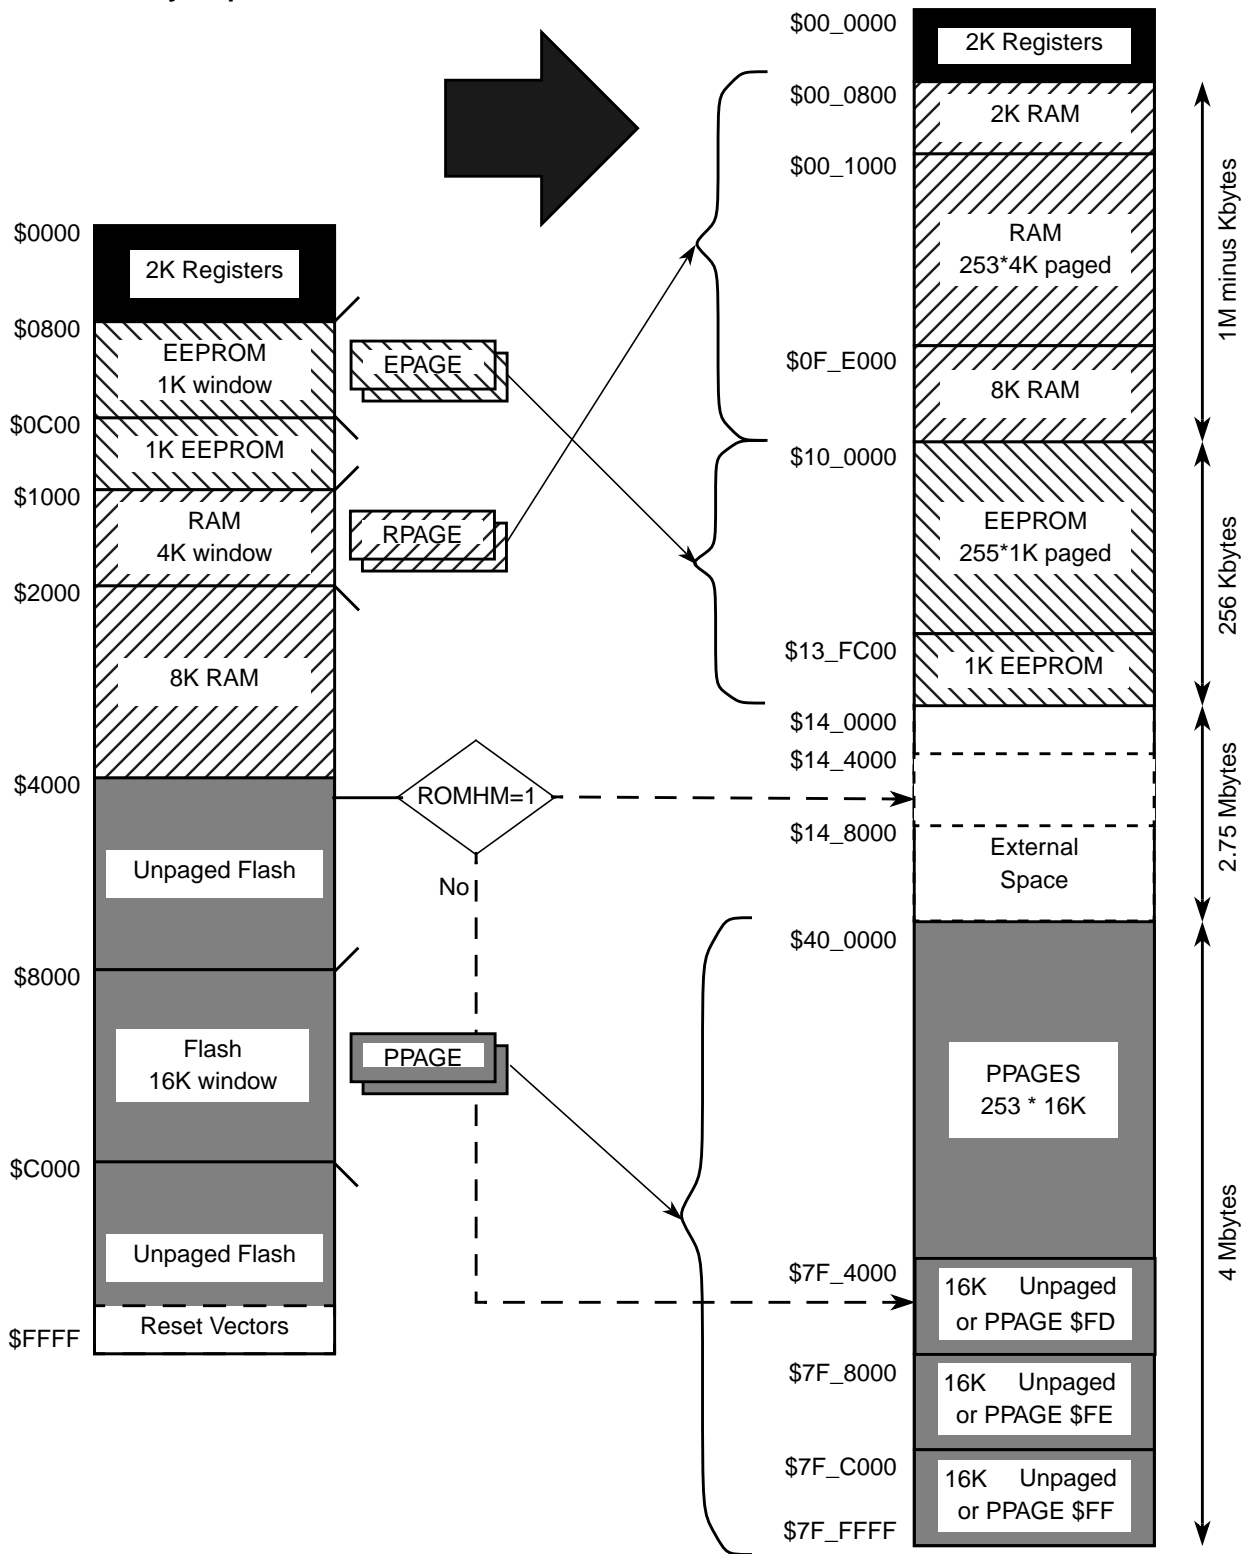 $0000
2K Registers
$0800
EEPROM
1K window
$0C00
1K EEPROM
$1000
RAM
4K window
$2000
8K RAM
$4000
Unpaged Flash
$8000
Flash
16K window
$C000
Unpaged Flash
Reset Vectors
$FFFF
EPAGE
RPAGE
ROMHM=1
No
PPAGE
$00_0000
2K Registers
$00_0800
2K RAM
$00_1000
RAM
253*4K paged
$0F_E000
8K RAM
$10_0000
EEPROM
255*1K paged
$13_FC00
1K EEPROM
$14_0000
$14_4000
$14_8000
External
Space
$40_0000
PPAGES
253 * 16K
$7F_4000
16K Unpaged
or PPAGE $FD
$7F_8000
16K Unpaged
or PPAGE $FE
$7F_C000
16K Unpaged
or PPAGE $FF
$7F_FFFF
1M minus Kbytes
256 Kbytes
2.75 Mbytes
4 Mbytes